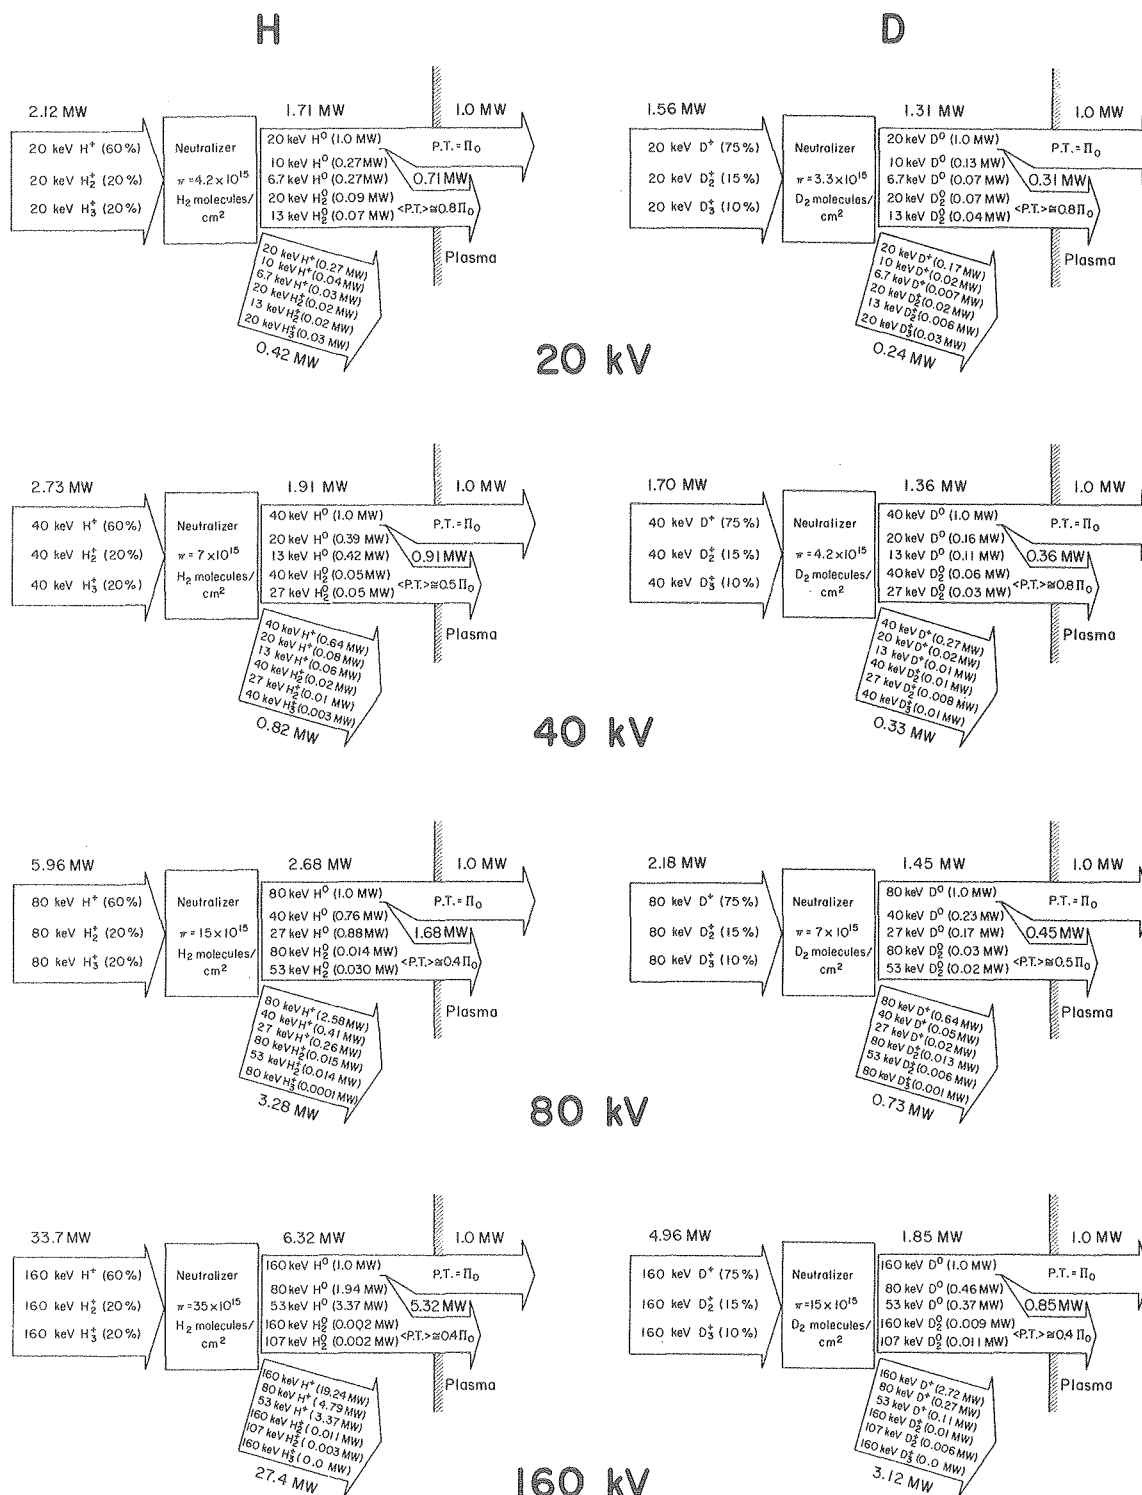 H
D
2.12 MW
1.71 MW
1.0 MW
20 keV H⁺ (60%)
20 keV H₂⁺ (20%)
20 keV H₃⁺ (20%)
Neutralizer
π = 4.2 × 10¹⁵
H₂ molecules/
cm²
20 keV H⁰ (1.0 MW)
10 keV H⁰ (0.27 MW)
6.7 keV H⁰ (0.27 MW)
20 keV H₂⁰ (0.09 MW)
13 keV H₂⁰ (0.07 MW)
P.T. = Π₀
0.71 MW
<P.T.> ≅ 0.8 Π₀
Plasma
20 keV H⁺ (0.27 MW)
10 keV H⁺ (0.04 MW)
6.7 keV H⁺ (0.03 MW)
20 keV H₂⁺ (0.02 MW)
13 keV H₂⁺ (0.02 MW)
20 keV H₃⁺ (0.03 MW)
0.42 MW
1.56 MW
1.31 MW
1.0 MW
20 keV D⁺ (75%)
20 keV D₂⁺ (15%)
20 keV D₃⁺ (10%)
Neutralizer
π = 3.3 × 10¹⁵
D₂ molecules/
cm²
20 keV D⁰ (1.0 MW)
10 keV D⁰ (0.13 MW)
6.7 keV D⁰ (0.07 MW)
20 keV D₂⁰ (0.07 MW)
13 keV D₂⁰ (0.04 MW)
P.T. = Π₀
0.31 MW
<P.T.> ≅ 0.8 Π₀
Plasma
20 keV D⁺ (0.17 MW)
10 keV D⁺ (0.02 MW)
6.7 keV D⁺ (0.007 MW)
20 keV D₂⁺ (0.02 MW)
13 keV D₂⁺ (0.006 MW)
20 keV D₃⁺ (0.03 MW)
0.24 MW
20 kV
2.73 MW
1.91 MW
1.0 MW
40 keV H⁺ (60%)
40 keV H₂⁺ (20%)
40 keV H₃⁺ (20%)
Neutralizer
π = 7 × 10¹⁵
H₂ molecules/
cm²
40 keV H⁰ (1.0 MW)
20 keV H⁰ (0.39 MW)
13 keV H⁰ (0.42 MW)
40 keV H₂⁰ (0.05 MW)
27 keV H₂⁰ (0.05 MW)
P.T. = Π₀
0.91 MW
<P.T.> ≅ 0.5 Π₀
Plasma
40 keV H⁺ (0.64 MW)
20 keV H⁺ (0.08 MW)
13 keV H⁺ (0.06 MW)
40 keV H₂⁺ (0.02 MW)
27 keV H₂⁺ (0.01 MW)
40 keV H₃⁺ (0.003 MW)
0.82 MW
1.70 MW
1.36 MW
1.0 MW
40 keV D⁺ (75%)
40 keV D₂⁺ (15%)
40 keV D₃⁺ (10%)
Neutralizer
π = 4.2 × 10¹⁵
D₂ molecules/
cm²
40 keV D⁰ (1.0 MW)
20 keV D⁰ (0.16 MW)
13 keV D⁰ (0.11 MW)
40 keV D₂⁰ (0.06 MW)
27 keV D₂⁰ (0.03 MW)
P.T. = Π₀
0.36 MW
<P.T.> ≅ 0.8 Π₀
Plasma
40 keV D⁺ (0.27 MW)
20 keV D⁺ (0.02 MW)
13 keV D⁺ (0.01 MW)
40 keV D₂⁺ (0.01 MW)
27 keV D₂⁺ (0.008 MW)
40 keV D₃⁺ (0.01 MW)
0.33 MW
40 kV
5.96 MW
2.68 MW
1.0 MW
80 keV H⁺ (60%)
80 keV H₂⁺ (20%)
80 keV H₃⁺ (20%)
Neutralizer
π = 15 × 10¹⁵
H₂ molecules/
cm²
80 keV H⁰ (1.0 MW)
40 keV H⁰ (0.76 MW)
27 keV H⁰ (0.88 MW)
80 keV H₂⁰ (0.014 MW)
53 keV H₂⁰ (0.030 MW)
P.T. = Π₀
1.68 MW
<P.T.> ≅ 0.4 Π₀
Plasma
80 keV H⁺ (2.58 MW)
40 keV H⁺ (0.41 MW)
27 keV H⁺ (0.26 MW)
80 keV H₂⁺ (0.015 MW)
53 keV H₂⁺ (0.014 MW)
80 keV H₃⁺ (0.0001 MW)
3.28 MW
2.18 MW
1.45 MW
1.0 MW
80 keV D⁺ (75%)
80 keV D₂⁺ (15%)
80 keV D₃⁺ (10%)
Neutralizer
π = 7 × 10¹⁵
D₂ molecules/
cm²
80 keV D⁰ (1.0 MW)
40 keV D⁰ (0.23 MW)
27 keV D⁰ (0.17 MW)
80 keV D₂⁰ (0.03 MW)
53 keV D₂⁰ (0.02 MW)
P.T. = Π₀
0.45 MW
<P.T.> ≅ 0.5 Π₀
Plasma
80 keV D⁺ (0.64 MW)
40 keV D⁺ (0.05 MW)
27 keV D⁺ (0.02 MW)
80 keV D₂⁺ (0.013 MW)
53 keV D₂⁺ (0.006 MW)
80 keV D₃⁺ (0.001 MW)
0.73 MW
80 kV
33.7 MW
6.32 MW
1.0 MW
160 keV H⁺ (60%)
160 keV H₂⁺ (20%)
160 keV H₃⁺ (20%)
Neutralizer
π = 35 × 10¹⁵
H₂ molecules/
cm²
160 keV H⁰ (1.0 MW)
80 keV H⁰ (1.94 MW)
53 keV H⁰ (3.37 MW)
160 keV H₂⁰ (0.002 MW)
107 keV H₂⁰ (0.002 MW)
P.T. = Π₀
5.32 MW
<P.T.> ≅ 0.4 Π₀
Plasma
160 keV H⁺ (19.24 MW)
80 keV H⁺ (4.79 MW)
53 keV H⁺ (3.37 MW)
160 keV H₂⁺ (0.011 MW)
107 keV H₂⁺ (0.003 MW)
160 keV H₃⁺ (0.0 MW)
27.4 MW
4.96 MW
1.85 MW
1.0 MW
160 keV D⁺ (75%)
160 keV D₂⁺ (15%)
160 keV D₃⁺ (10%)
Neutralizer
π = 15 × 10¹⁵
D₂ molecules/
cm²
160 keV D⁰ (1.0 MW)
80 keV D⁰ (0.46 MW)
53 keV D⁰ (0.37 MW)
160 keV D₂⁰ (0.009 MW)
107 keV D₂⁰ (0.011 MW)
P.T. = Π₀
0.85 MW
<P.T.> ≅ 0.4 Π₀
Plasma
160 keV D⁺ (2.72 MW)
80 keV D⁺ (0.27 MW)
53 keV D⁺ (0.11 MW)
160 keV D₂⁺ (0.01 MW)
107 keV D₂⁺ (0.006 MW)
160 keV D₃⁺ (0.0 MW)
3.12 MW
160 kV